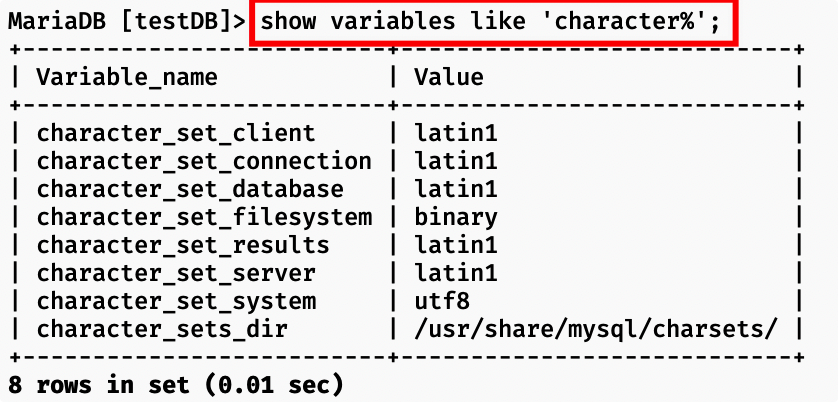 MariaDB [testDB]> show variables like 'character%';
+--------------------------+----------------------------+
| Variable_name            | Value                      |
+--------------------------+----------------------------+
| character_set_client     | latin1                     |
| character_set_connection | latin1                     |
| character_set_database   | latin1                     |
| character_set_filesystem | binary                     |
| character_set_results    | latin1                     |
| character_set_server     | latin1                     |
| character_set_system     | utf8                       |
| character_sets_dir       | /usr/share/mysql/charsets/ |
+--------------------------+----------------------------+
8 rows in set (0.01 sec)